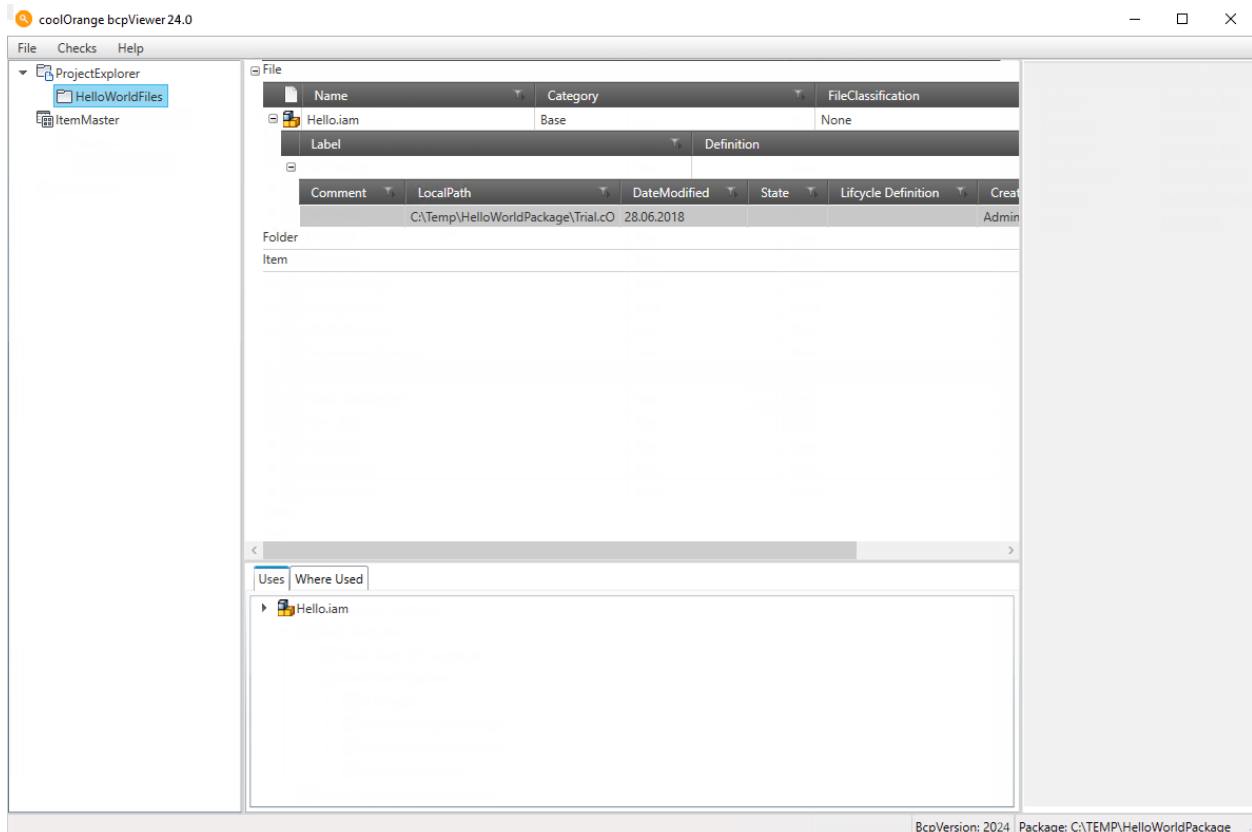 coolOrange bcpViewer 24.0
File Checks Help
ProjectExplorer
HelloWorldFiles
ItemMaster
File
Name Category FileClassification
Hello.iam Base None
Label Definition
Comment LocalPath DateModified State Lifcycle Definition Creat
C:\Temp\HelloWorldPackage\Trial.cO 28.06.2018 Admin
Folder
Item
Uses Where Used
Hello.iam
BcpVersion: 2024 Package: C:\TEMP\HelloWorldPackage